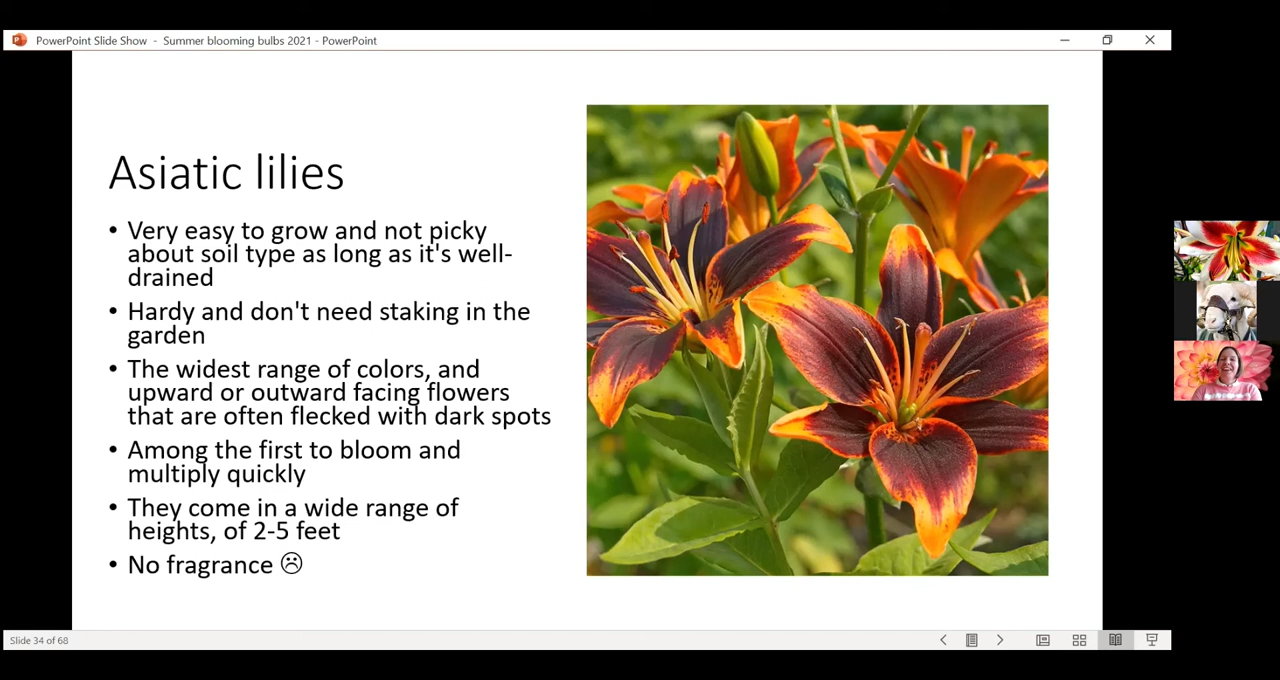 PowerPoint Slide Show - Summer blooming bulbs 2021 - PowerPoint
Asiatic lilies
• Very easy to grow and not picky
about soil type as long as it's well-
drained
• Hardy and don't need staking in the
garden
• The widest range of colors, and
upward or outward facing flowers
that are often flecked with dark spots
• Among the first to bloom and
multiply quickly
• They come in a wide range of
heights, of 2-5 feet
• No fragrance ☹
Slide 34 of 68